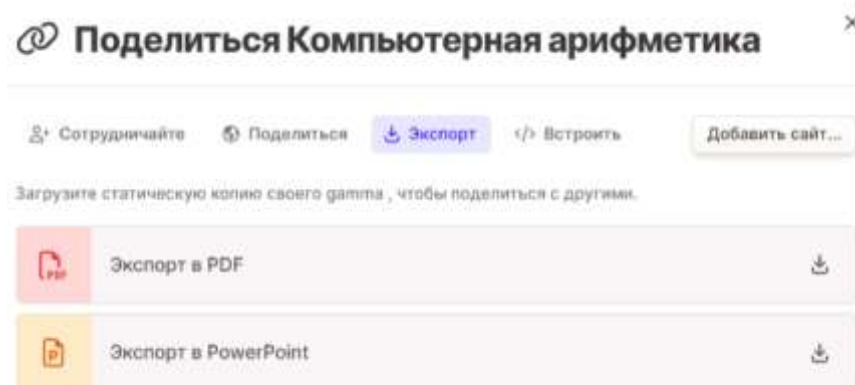 Поделиться Компьютерная арифметика
Сотрудничайте Поделиться Экспорт </> Встроить Добавить сайт...
Загрузите статическую копию своего gamma , чтобы поделиться с другими.
PDF Экспорт в PDF
P Экспорт в PowerPoint